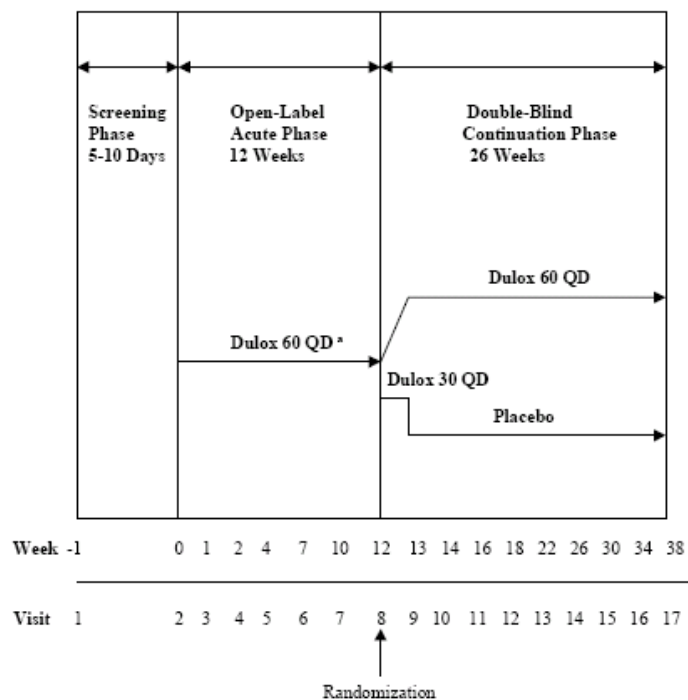 Screening
Phase
5-10 Days
Open-Label
Acute Phase
12 Weeks
Double-Blind
Continuation Phase
26 Weeks
Dulox 60 QD
Dulox 60 QD ª
Dulox 30 QD
Placebo
Week -1 0 1 2 4 7 10 12 13 14 16 18 22 26 30 34 38
Visit 1 2 3 4 5 6 7 8 9 10 11 12 13 14 15 16 17
Randomization